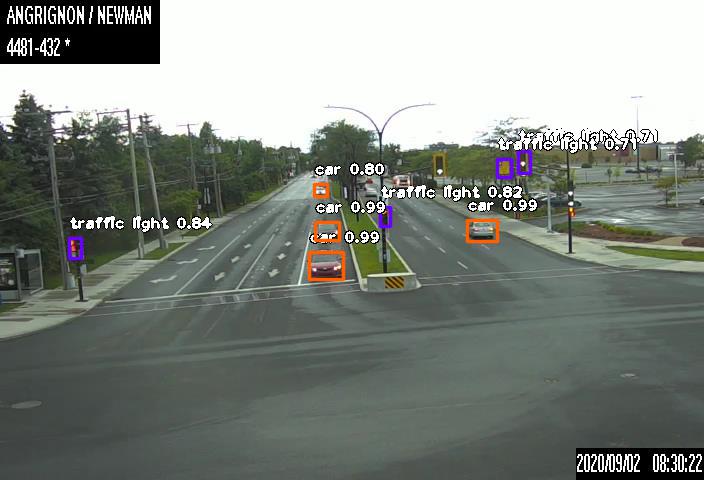 ANGRIGNON / NEWMAN
4481-432 *
traffic light 0.71
traffic light 0.71
car 0.80
traffic light 0.82
car 0.99
car 0.99
traffic light 0.84
car 0.99
2020/09/02 08:30:22